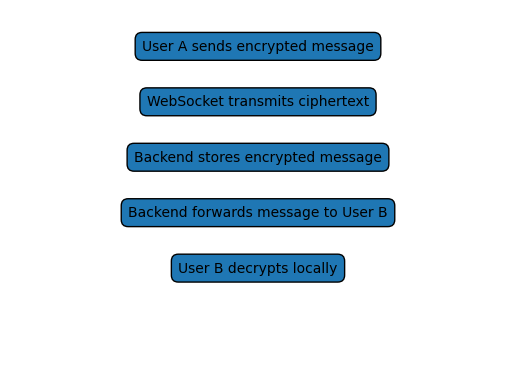 User A sends encrypted message
WebSocket transmits ciphertext
Backend stores encrypted message
Backend forwards message to User B
User B decrypts locally